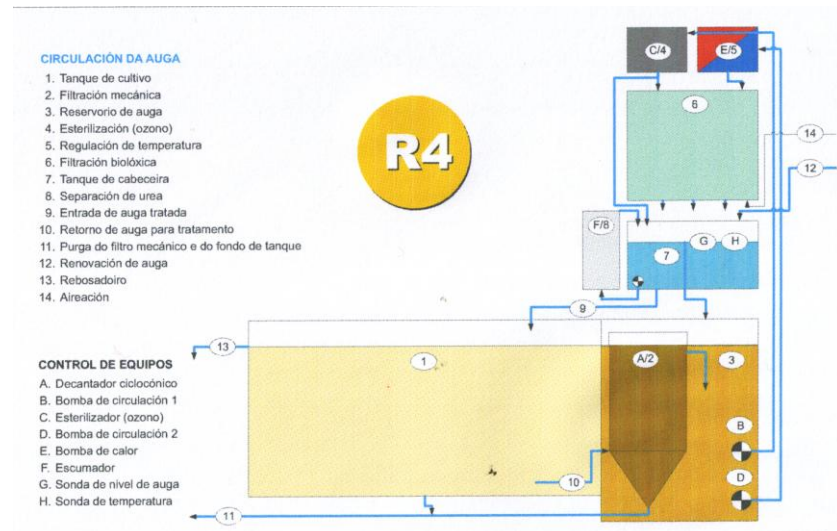 CIRCULACIÓN DA AUGA
1. Tanque de cultivo
2. Filtración mecánica
3. Reservorio de auga
4. Esterilización (ozono)
5. Regulación de temperatura
6. Filtración biolóxica
7. Tanque de cabeceira
8. Separación de urea
9. Entrada de auga tratada
10. Retorno de auga para tratamento
11. Purga do filtro mecánico e do fondo de tanque
12. Renovación de auga
13. Rebosadoiro
14. Aireación
R4
C/4
E/5
6
14
12
F/8
G
H
7
9
13
1
A/2
3
B
10
D
11
CONTROL DE EQUIPOS
A. Decantador ciclocónico
B. Bomba de circulación 1
C. Esterilizador (ozono)
D. Bomba de circulación 2
E. Bomba de calor
F. Escumador
G. Sonda de nivel de auga
H. Sonda de temperatura